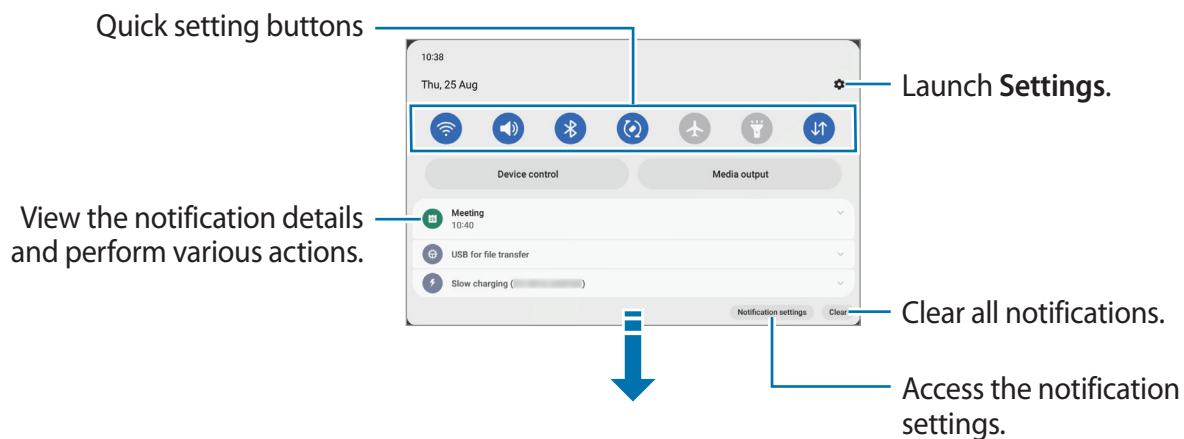 Quick setting buttons
10:38
Thu, 25 Aug
Launch Settings.
Device control
Media output
View the notification details
and perform various actions.
Meeting
10:40
USB for file transfer
Slow charging ( )
Notification settings
Clear
Clear all notifications.
Access the notification
settings.